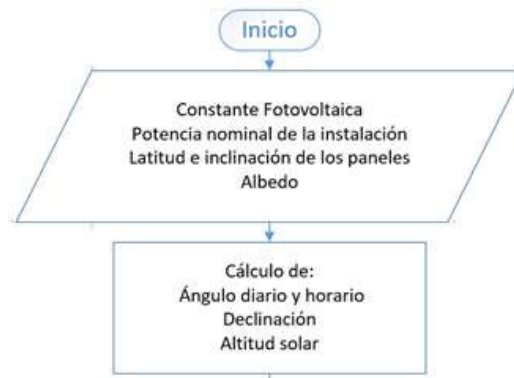 Inicio
Constante Fotovoltaica
Potencia nominal de la instalación
Latitud e inclinación de los paneles
Albedo
Cálculo de:
Ángulo diario y horario
Declinación
Altitud solar